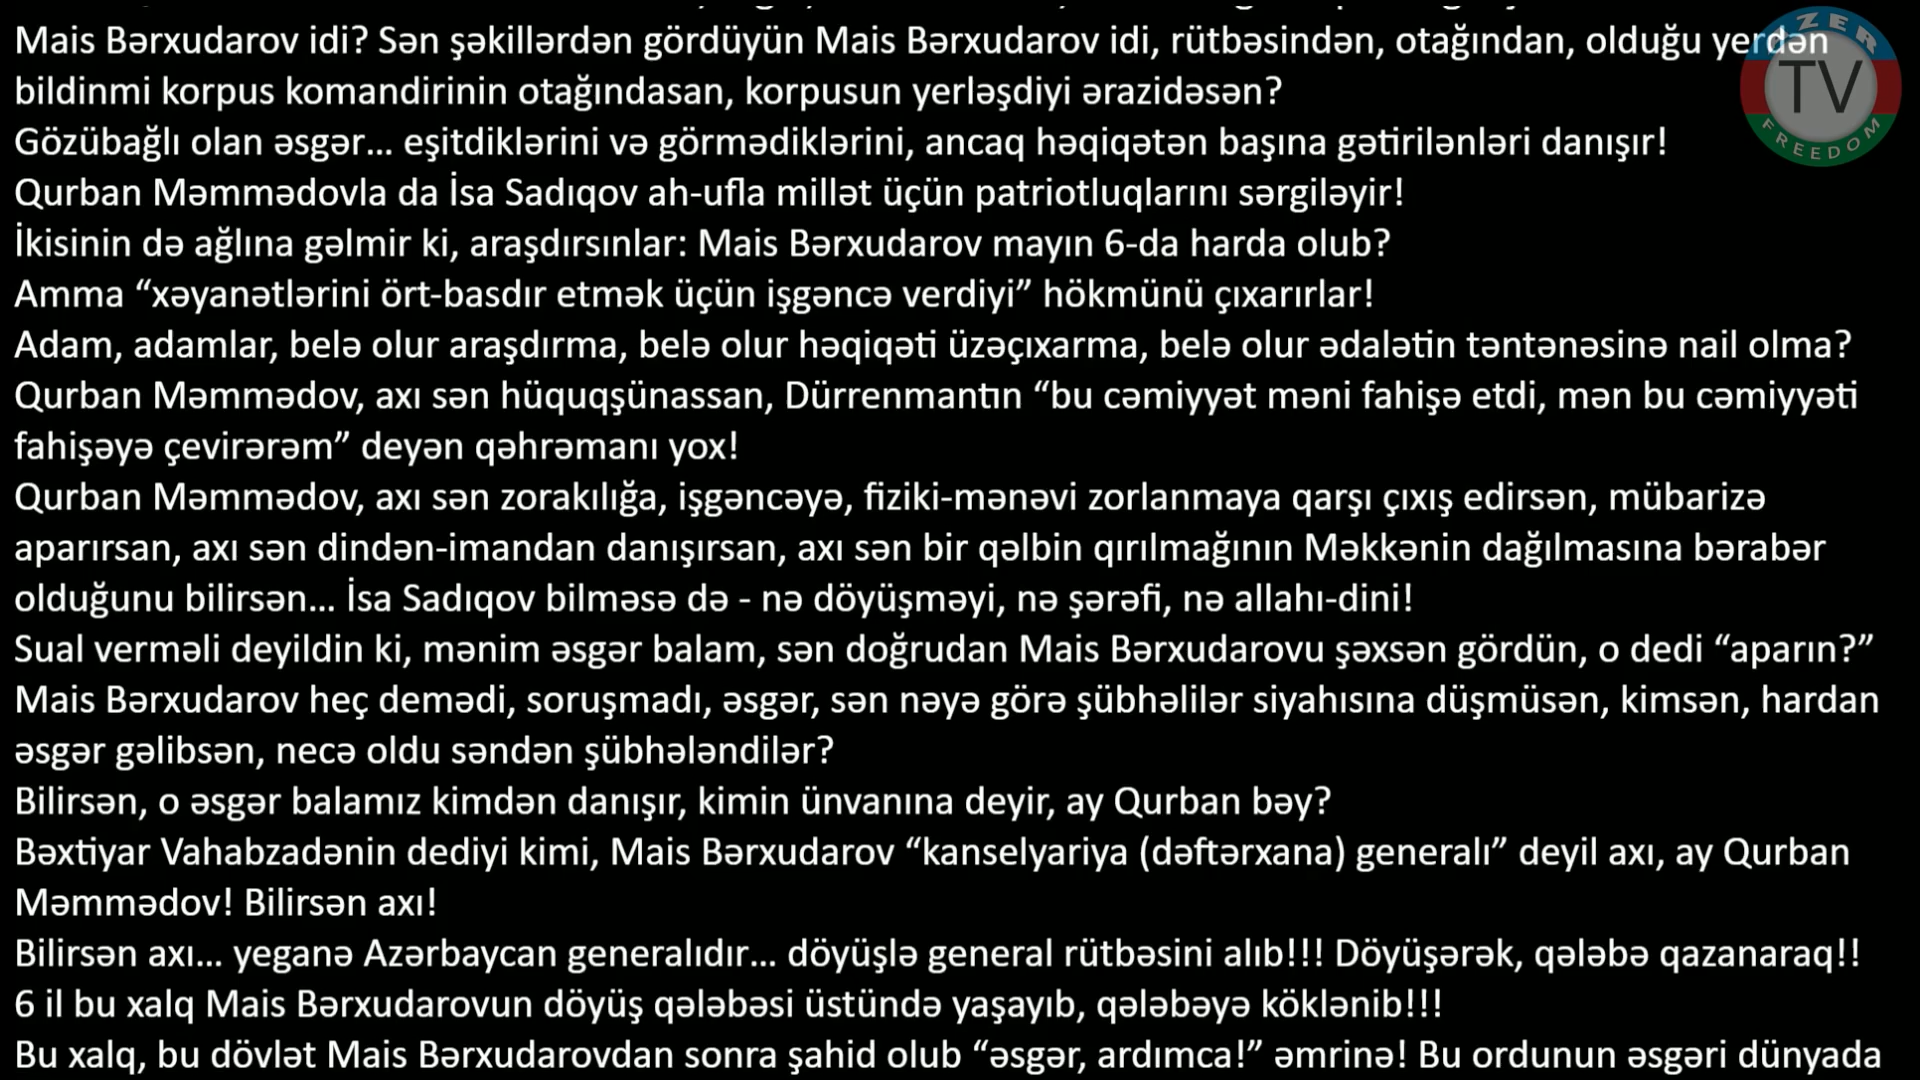 Mais Bərxudarov idi? Sən şəkillərdən gördüyün Mais Bərxudarov idi, rütbəsindən, otağından, olduğu yerdən
bildinmi korpus komandirinin otağındasan, korpusun yerləşdiyi ərazidəsən?
Gözübağlı olan əsgər... eşitdiklərini və görmədiklərini, ancaq həqiqətən başına gətirilənləri danışır!
Qurban Məmmədovla da İsa Sadıqov ah-ufla millət üçün patriotluqlarını sərgiləyir!
İkisinin də ağlına gəlmir ki, araşdırsınlar: Mais Bərxudarov mayın 6-da harda olub?
Amma “xəyanətlərini ört-basdır etmək üçün işgəncə verdiyi” hökmünü çıxarırlar!
Adam, adamlar, belə olur araşdırma, belə olur həqiqəti üzəçıxarma, belə olur ədalətin təntənəsinə nail olma?
Qurban Məmmədov, axı sən hüquqşünassan, Dürrenmantın “bu cəmiyyət məni fahişə etdi, mən bu cəmiyyəti
fahişəyə çevirərəm” deyən qəhrəmanı yox!
Qurban Məmmədov, axı sən zorakılığa, işgəncəyə, fiziki-mənəvi zorlanmaya qarşı çıxış edirsən, mübarizə
aparırsan, axı sən dindən-imandan danışırsan, axı sən bir qəlbin qırılmağının Məkkənin dağılmasına bərabər
olduğunu bilirsən... İsa Sadıqov bilməsə də - nə döyüşməyi, nə şərəfi, nə allahı-dini!
Sual verməli deyildin ki, mənim əsgər balam, sən doğrudan Mais Bərxudarovu şəxsən gördün, o dedi “aparın?”
Mais Bərxudarov heç demədi, soruşmadı, əsgər, sən nəyə görə şübhəlilər siyahısına düşmüsən, kimsən, hardan
əsgər gəlibsən, necə oldu səndən şübhələndilər?
Bilirsən, o əsgər balamız kimdən danışır, kimin ünvanına deyir, ay Qurban bəy?
Bəxtiyar Vahabzadənin dediyi kimi, Mais Bərxudarov “kanselyariya (dəftərxana) generalı” deyil axı, ay Qurban
Məmmədov! Bilirsən axı!
Bilirsən axı... yeganə Azərbaycan generalıdır... döyüşlə general rütbəsini alıb!!! Döyüşərək, qələbə qazanaraq!!
6 il bu xalq Mais Bərxudarovun döyüş qələbəsi üstündə yaşayıb, qələbəyə köklənib!!!
Bu xalq, bu dövlət Mais Bərxudarovdan sonra şahid olub “əsgər, ardımca!” əmrinə! Bu ordunun əsgəri dünyada
ZER
TV
FREEDOM